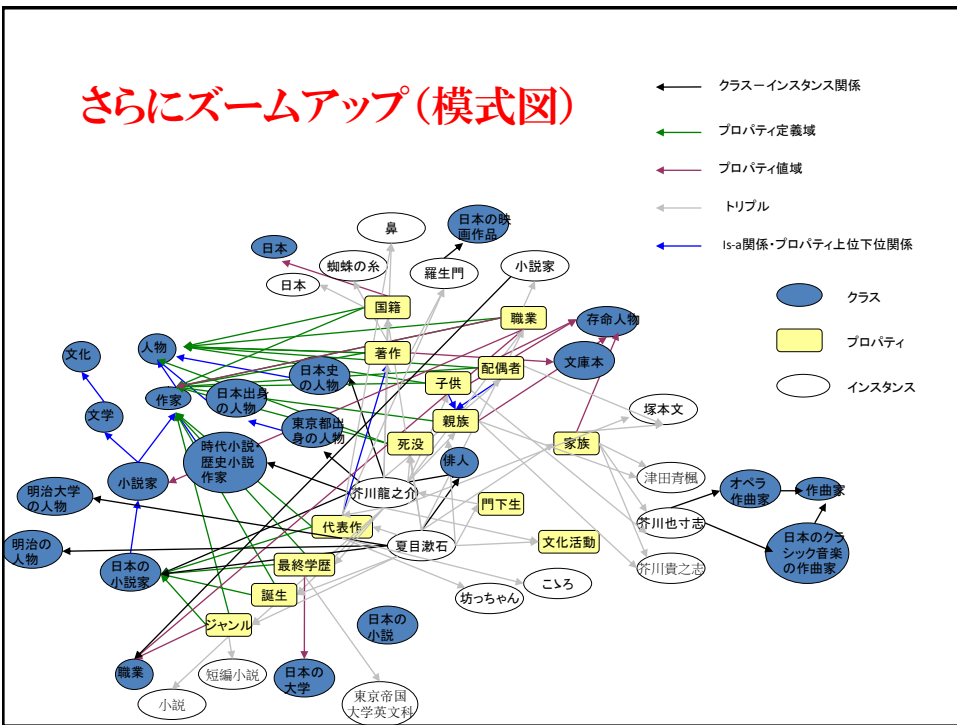 さらにズームアップ(模式図)
クラスーインスタンス関係
プロパティ定義域
プロパティ値域
トリプル
Is-a関係・プロパティ上位下位関係
クラス
プロパティ
インスタンス
鼻
日本の映
画作品
日本
蜘蛛の糸
羅生門
小説家
日本
国籍
職業
存命人物
文化
人物
著作
文庫本
日本史
の人物
配偶者
子供
作家
日本出身
の人物
塚本文
文学
東京都出
身の人物
親族
死没
家族
時代小説・
歴史小説
作家
俳人
津田青楓
小説家
オペラ
作曲家
作曲家
明治大学
の人物
芥川龍之介
門下生
芥川也寸志
代表作
明治の
人物
夏目漱石
文化活動
日本のクラ
シック音楽
の作曲家
日本の
小説家
最終学歴
芥川貴之志
誕生
坊っちゃん
こゝろ
ジャンル
日本の
小説
職業
短編小説
日本の
大学
小説
東京帝国
大学英文科